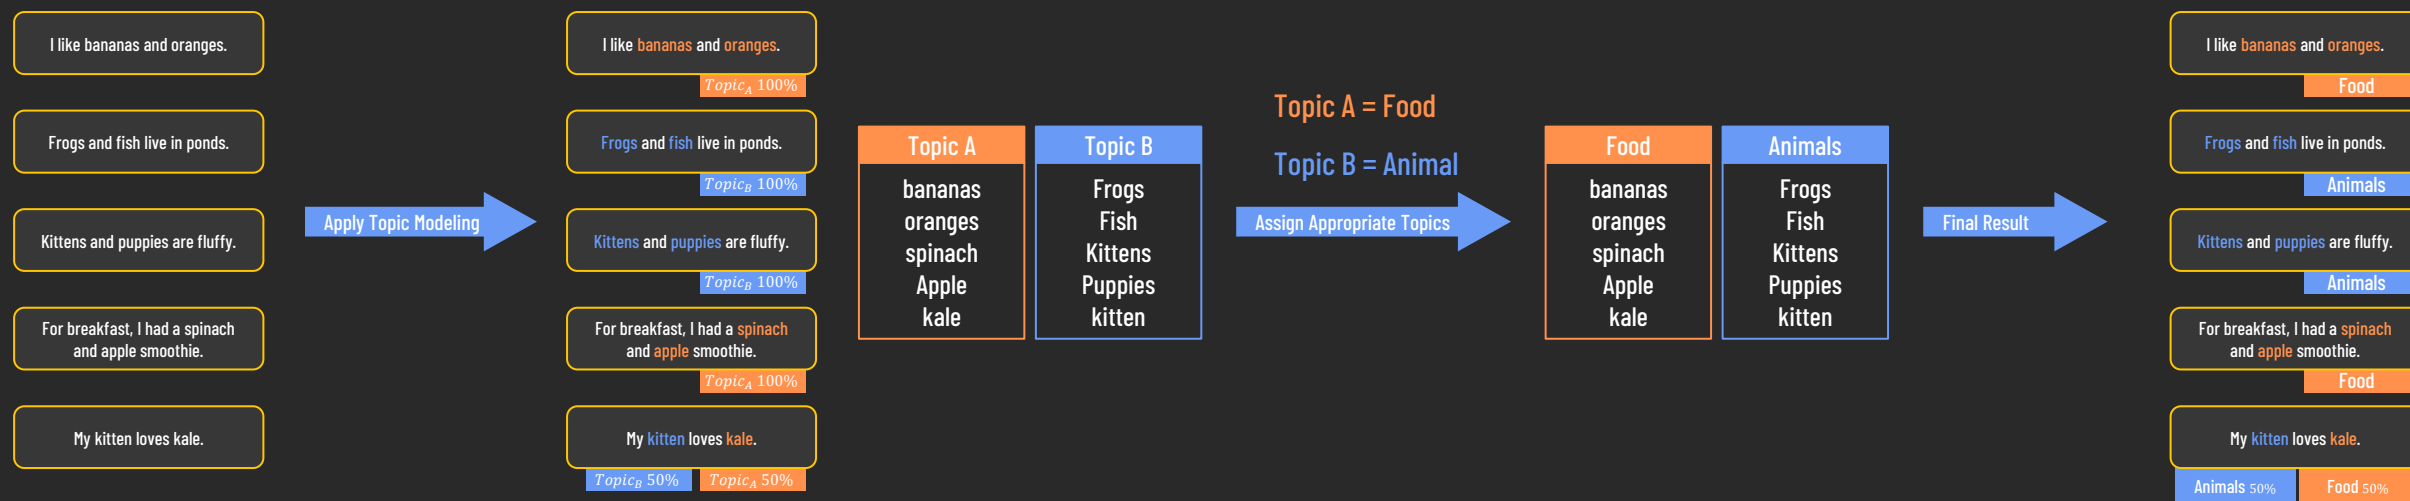 I like bananas and oranges.
Frogs and fish live in ponds.
Kittens and puppies are fluffy.
For breakfast, I had a spinach
and apple smoothie.
My kitten loves kale.
Apply Topic Modeling
I like bananas and oranges.
Topic_A 100%
Frogs and fish live in ponds.
Topic_B 100%
Kittens and puppies are fluffy.
Topic_B 100%
For breakfast, I had a spinach
and apple smoothie.
Topic_A 100%
My kitten loves kale.
Topic_B 50%
Topic_A 50%
Topic A
bananas
oranges
spinach
Apple
kale
Topic B
Frogs
Fish
Kittens
Puppies
kitten
Topic A = Food
Topic B = Animal
Assign Appropriate Topics
Food
bananas
oranges
spinach
Apple
kale
Animals
Frogs
Fish
Kittens
Puppies
kitten
Final Result
I like bananas and oranges.
Food
Frogs and fish live in ponds.
Animals
Kittens and puppies are fluffy.
Animals
For breakfast, I had a spinach
and apple smoothie.
Food
My kitten loves kale.
Animals 50%
Food 50%